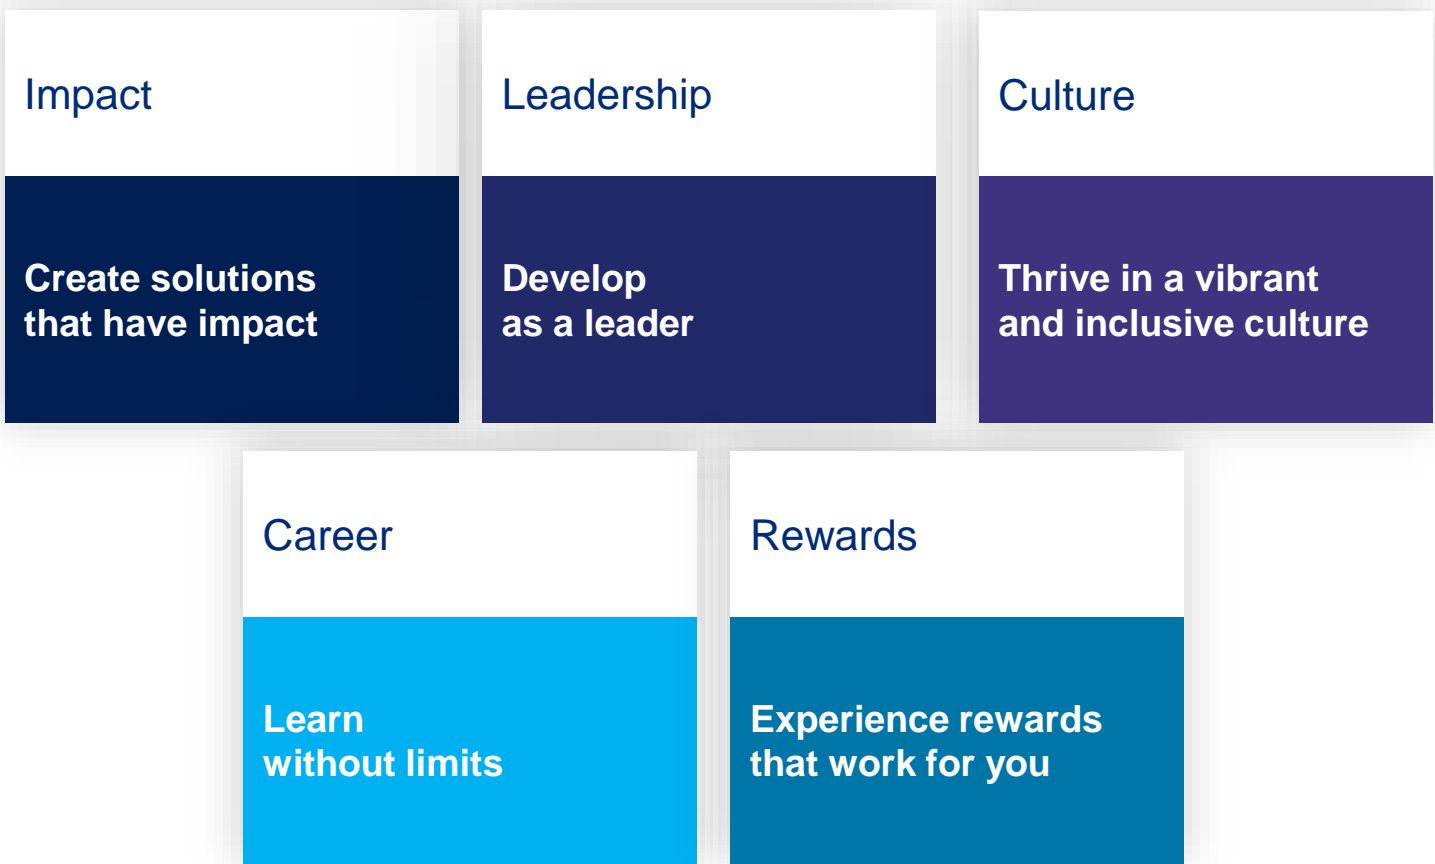 Impact
Create solutions
that have impact
Leadership
Develop
as a leader
Culture
Thrive in a vibrant
and inclusive culture
Career
Learn
without limits
Rewards
Experience rewards
that work for you